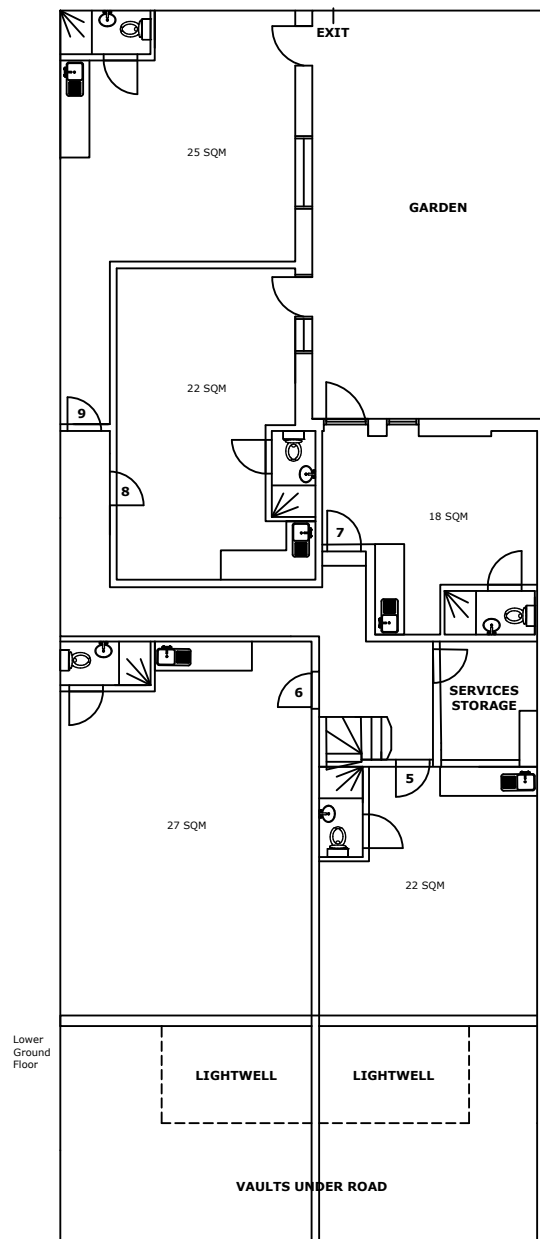 EXIT
25 SQM
GARDEN
22 SQM
9
8
18 SQM
7
6
SERVICES
STORAGE
5
27 SQM
22 SQM
Lower
Ground
Floor
LIGHTWELL
LIGHTWELL
VAULTS UNDER ROAD